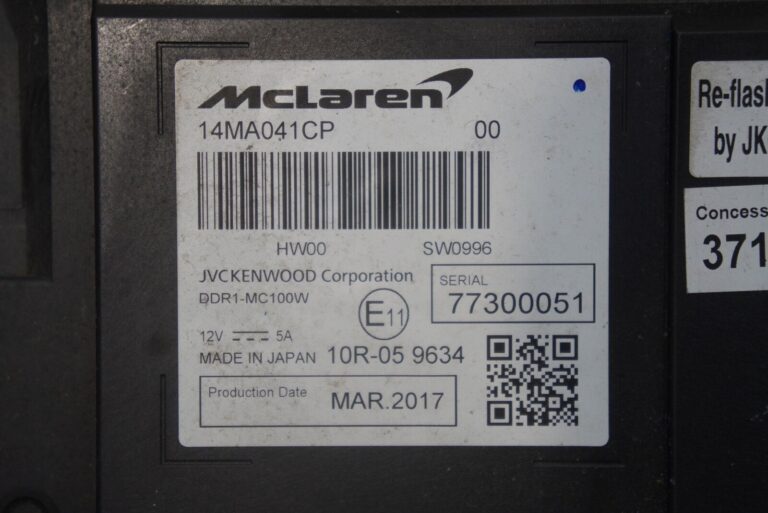 McLaren
14MA041CP 00
HW00 SW0996
JVCKENWOOD Corporation
DDR1-MC100W
SERIAL
77300051
E11
12V 5A
MADE IN JAPAN 10R-05 9634
Production Date MAR.2017
Re-flash
by JK
Concess
371